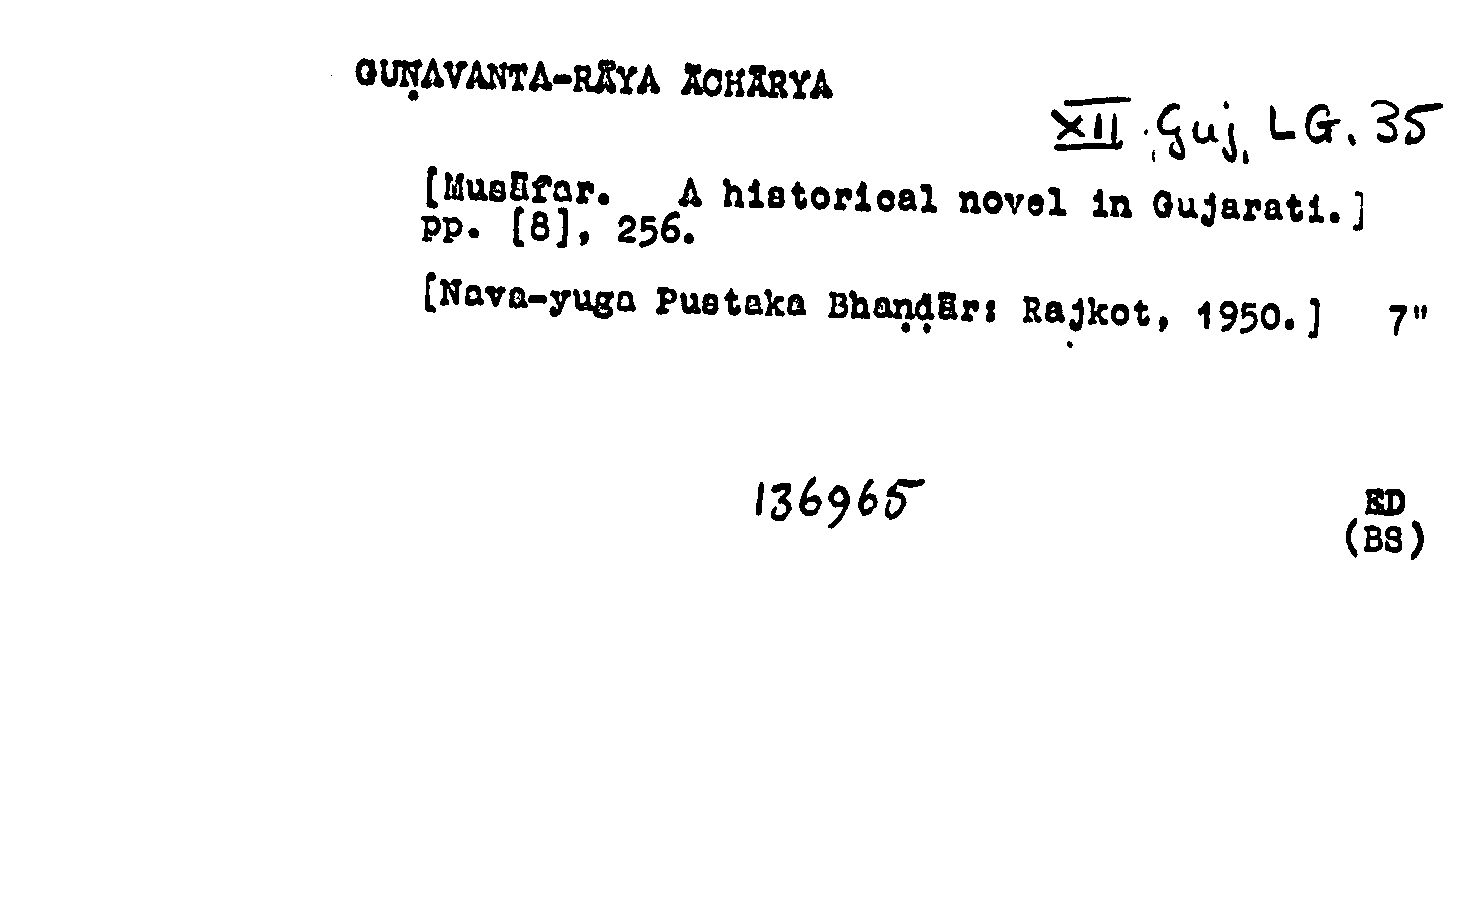 GUṆAVANTA-RĀYA ĀCHĀRYA
XII Guj. LG. 35
[Musāfar. A historical novel in Gujarati.]
pp. [8], 256.
[Nava-yuga Pustaka Bhaṇḍār: Rajkot, 1950.] 7"
136965
ED
(BS)